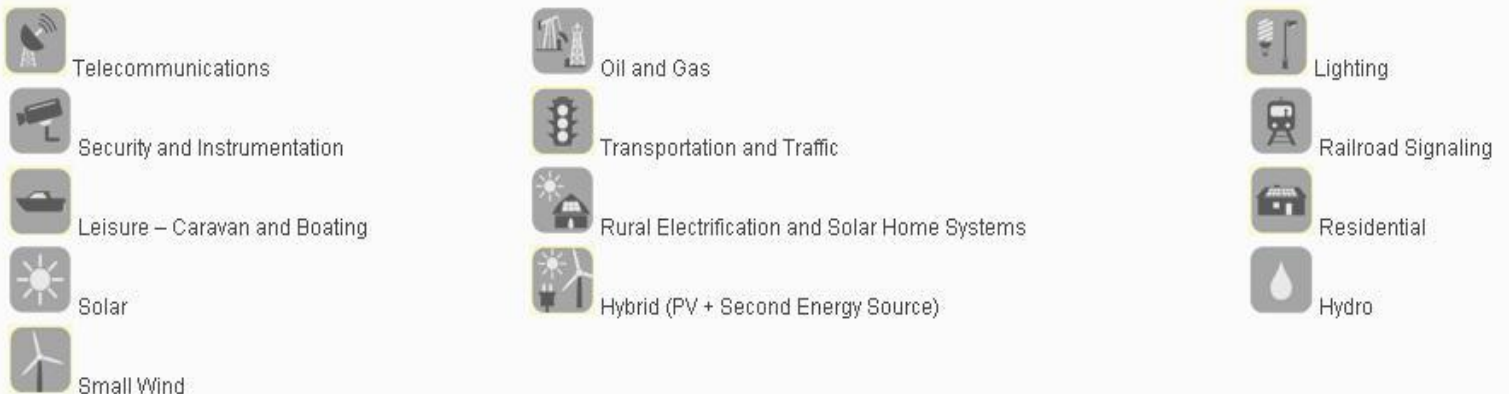 Telecommunications
Oil and Gas
Lighting
Security and Instrumentation
Transportation and Traffic
Railroad Signaling
Leisure – Caravan and Boating
Rural Electrification and Solar Home Systems
Residential
Solar
Hybrid (PV + Second Energy Source)
Hydro
Small Wind